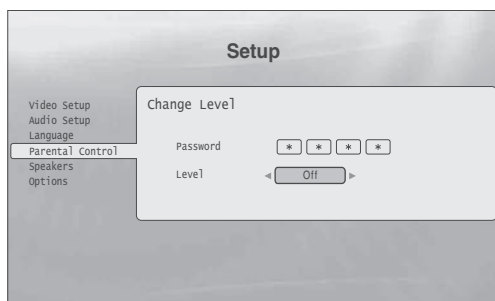 Setup
Video Setup
Audio Setup
Language
Parental Control
Speakers
Options
Change Level
Password * * * *
Level Off